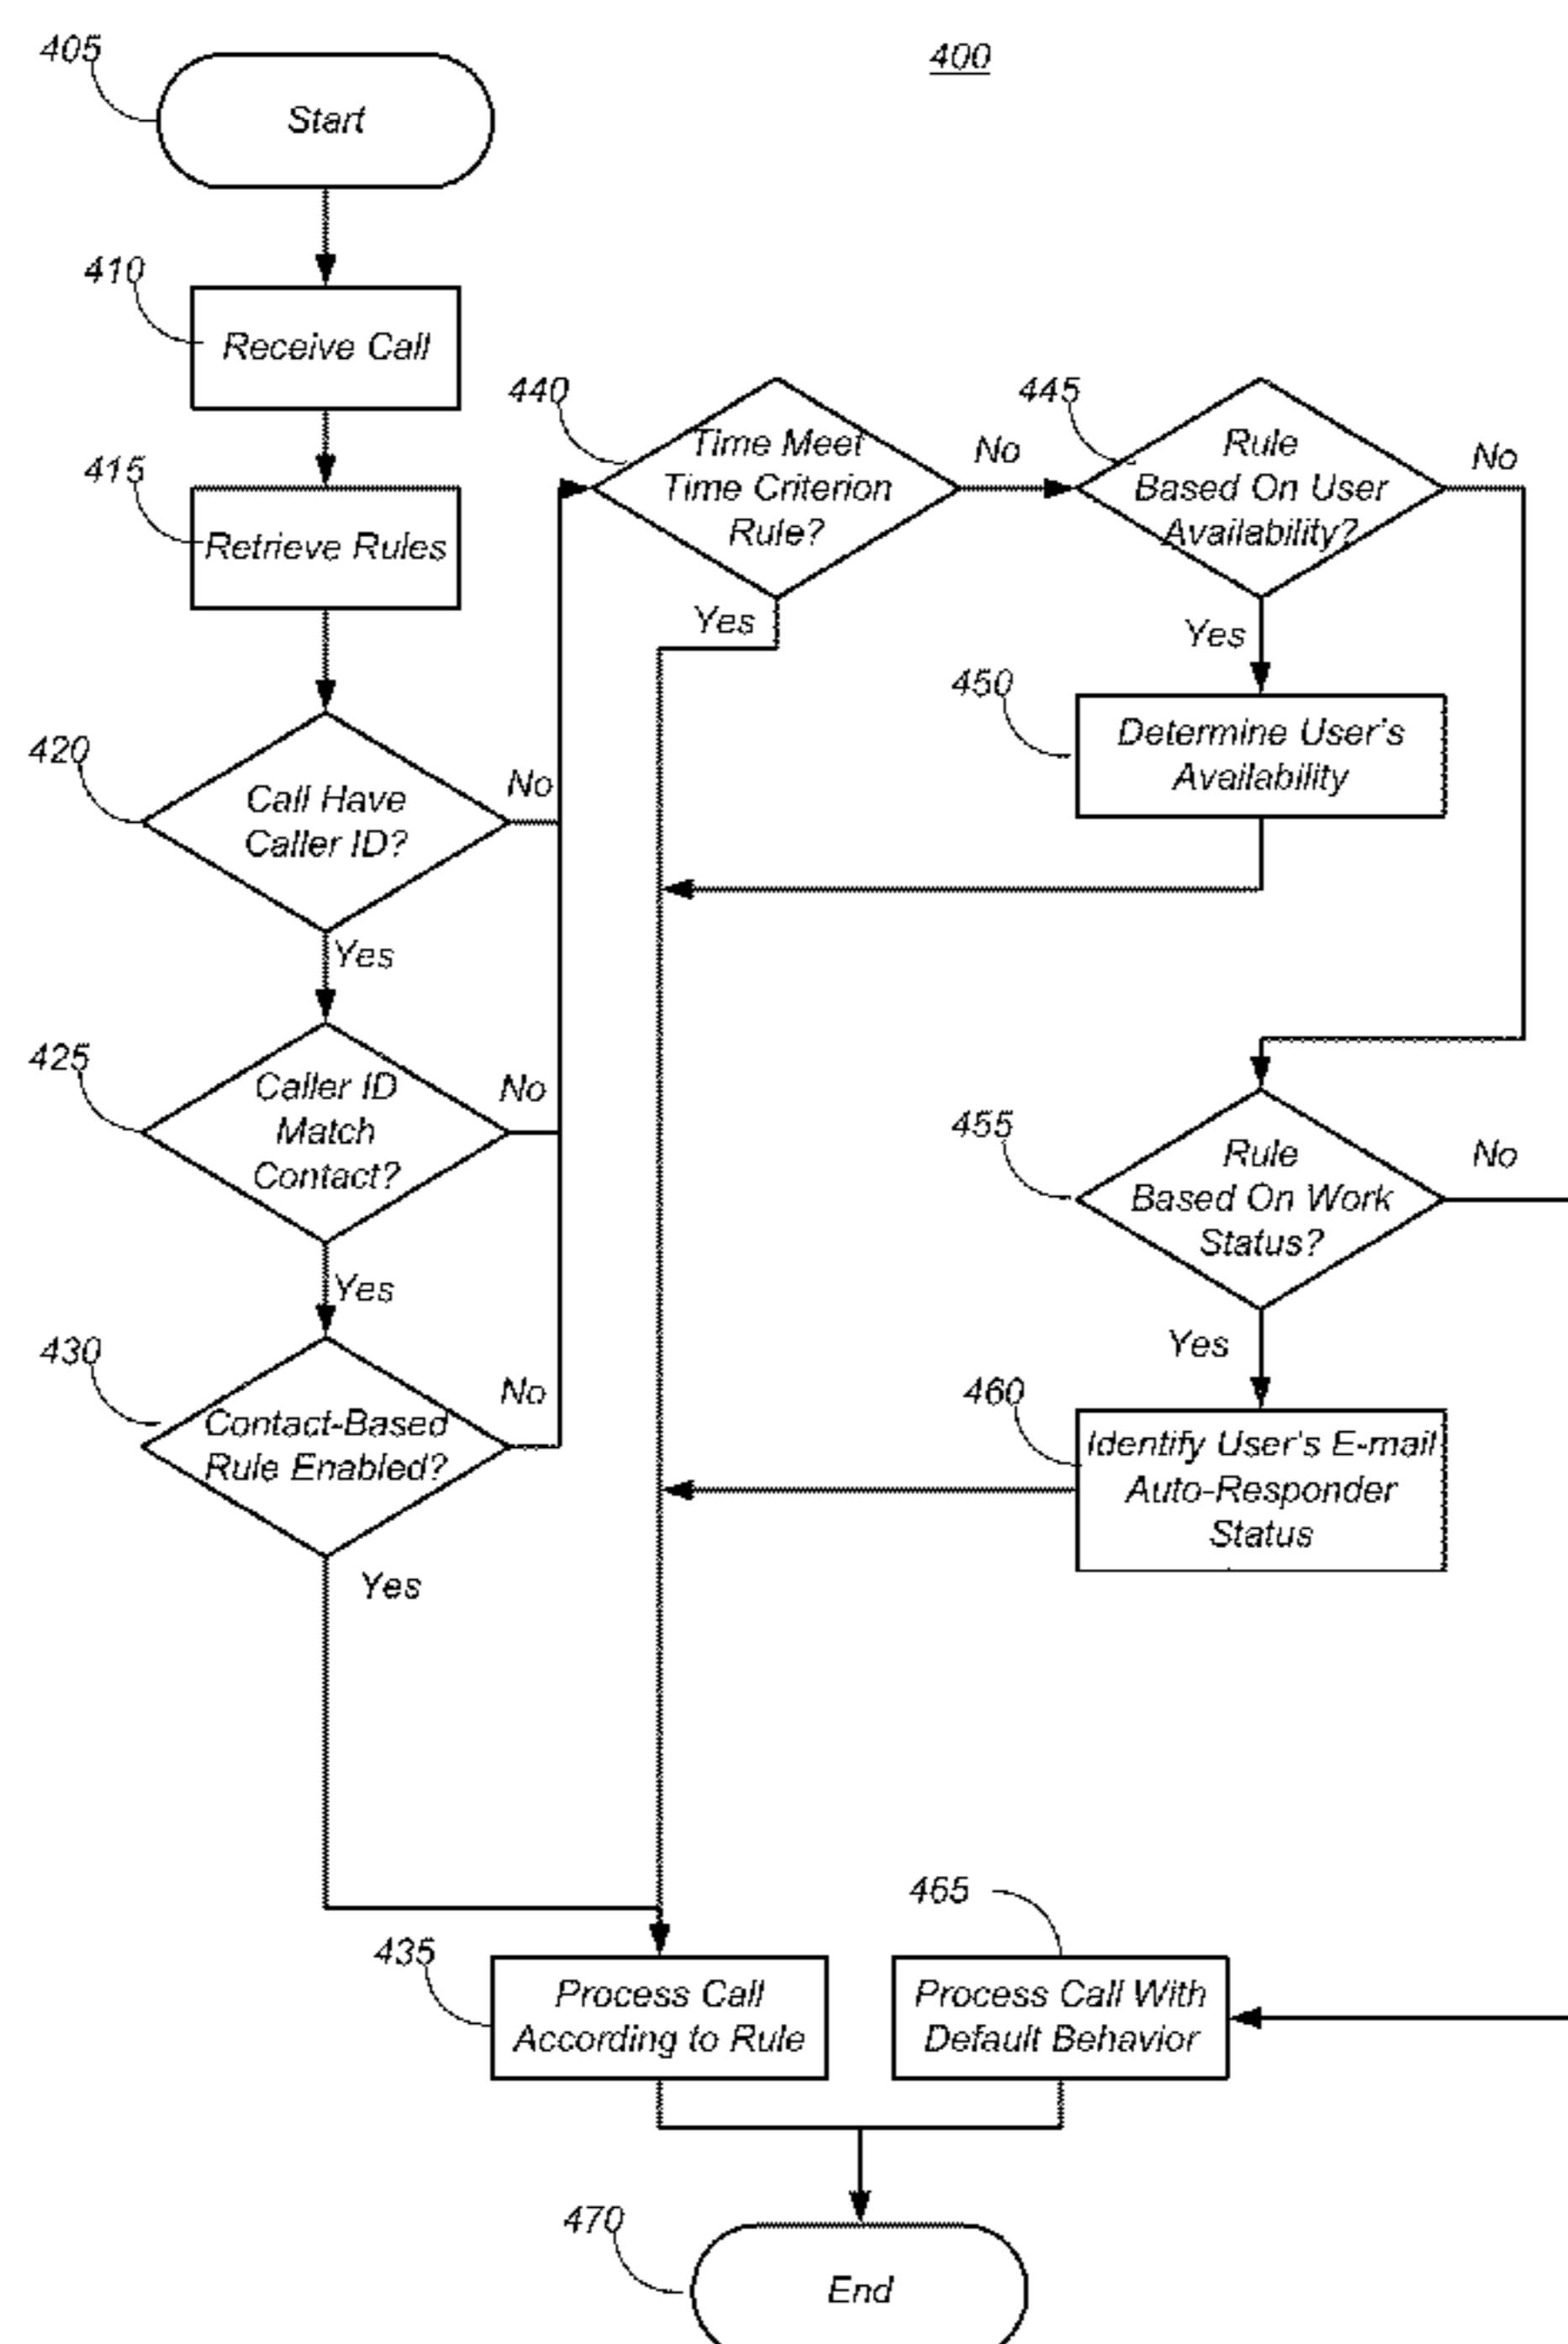 405
400
Start
410
Receive Call
415
Retrieve Rules
420
Call Have
Caller ID?
No
Yes
425
Caller ID
Match
Contact?
No
Yes
430
Contact-Based
Rule Enabled?
No
Yes
440
Time Meet
Time Criterion
Rule?
No
Yes
445
Rule
Based On User
Availability?
No
Yes
450
Determine User's
Availability
455
Rule
Based On Work
Status?
No
Yes
460
Identify User's E-mail
Auto-Responder
Status
435
Process Call
According to Rule
465
Process Call With
Default Behavior
470
End